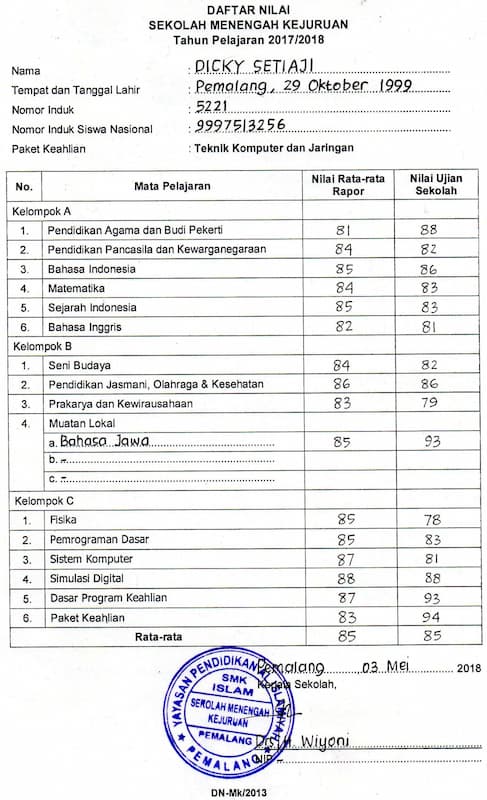 DAFTAR NILAI
SEKOLAH MENENGAH KEJURUAN
Tahun Pelajaran 2017/2018
Nama : DICKY SETIAJI
Tempat dan Tanggal Lahir : Pemalang, 29 Oktober 1999
Nomor Induk : 5221
Nomor Induk Siswa Nasional : 9997513256
Paket Keahlian : Teknik Komputer dan Jaringan
No. Mata Pelajaran Nilai Rata-rata Rapor Nilai Ujian Sekolah
Kelompok A
1. Pendidikan Agama dan Budi Pekerti 81 88
2. Pendidikan Pancasila dan Kewarganegaraan 84 82
3. Bahasa Indonesia 85 86
4. Matematika 84 83
5. Sejarah Indonesia 85 83
6. Bahasa Inggris 82 81
Kelompok B
1. Seni Budaya 84 82
2. Pendidikan Jasmani, Olahraga & Kesehatan 86 86
3. Prakarya dan Kewirausahaan 83 79
4. Muatan Lokal
a. Bahasa Jawa 85 93
b. -
c. -
Kelompok C
1. Fisika 85 78
2. Pemrograman Dasar 85 83
3. Sistem Komputer 87 81
4. Simulasi Digital 88 88
5. Dasar Program Keahlian 87 93
6. Paket Keahlian 83 94
Rata-rata 85 85
Pemalang, 03 Mei 2018
Kepala Sekolah,
YAYASAN PENDIDIKAN
SMK
ISLAM
SEKOLAH MENENGAH
KEJURUAN
PEMALANG
PEMALANG
Wiyoni
NIP -
DN-Mk/2013